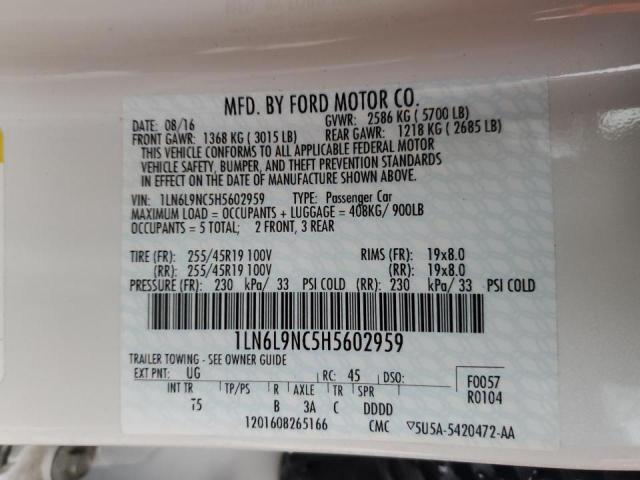 MFD. BY FORD MOTOR CO.
DATE: 08/16 GVWR: 2586 KG ( 5700 LB)
FRONT GAWR: 1368 KG ( 3015 LB) REAR GAWR: 1218 KG ( 2685 LB)
THIS VEHICLE CONFORMS TO ALL APPLICABLE FEDERAL MOTOR
VEHICLE SAFETY, BUMPER, AND THEFT PREVENTION STANDARDS
IN EFFECT ON THE DATE OF MANUFACTURE SHOWN ABOVE.
VIN: 1LN6L9NC5H5602959 TYPE: Passenger Car
MAXIMUM LOAD = OCCUPANTS + LUGGAGE = 408KG/ 900LB
OCCUPANTS = 5 TOTAL; 2 FRONT, 3 REAR
TIRE (FR): 255/45R19 100V RIMS (FR): 19x8.0
(RR): 255/45R19 100V (RR): 19x8.0
PRESSURE (FR): 230 kPa/ 33 PSI COLD (RR): 230 kPa/ 33 PSI COLD
1LN6L9NC5H5602959
TRAILER TOWING - SEE OWNER GUIDE
EXT PNT: UG RC: 45 DSO: F0057
INT TR TP/PS R AXLE TR SPR R0104
T5 B 3A C DDDD
1201608265166 CMC ▽5U5A-5420472-AA